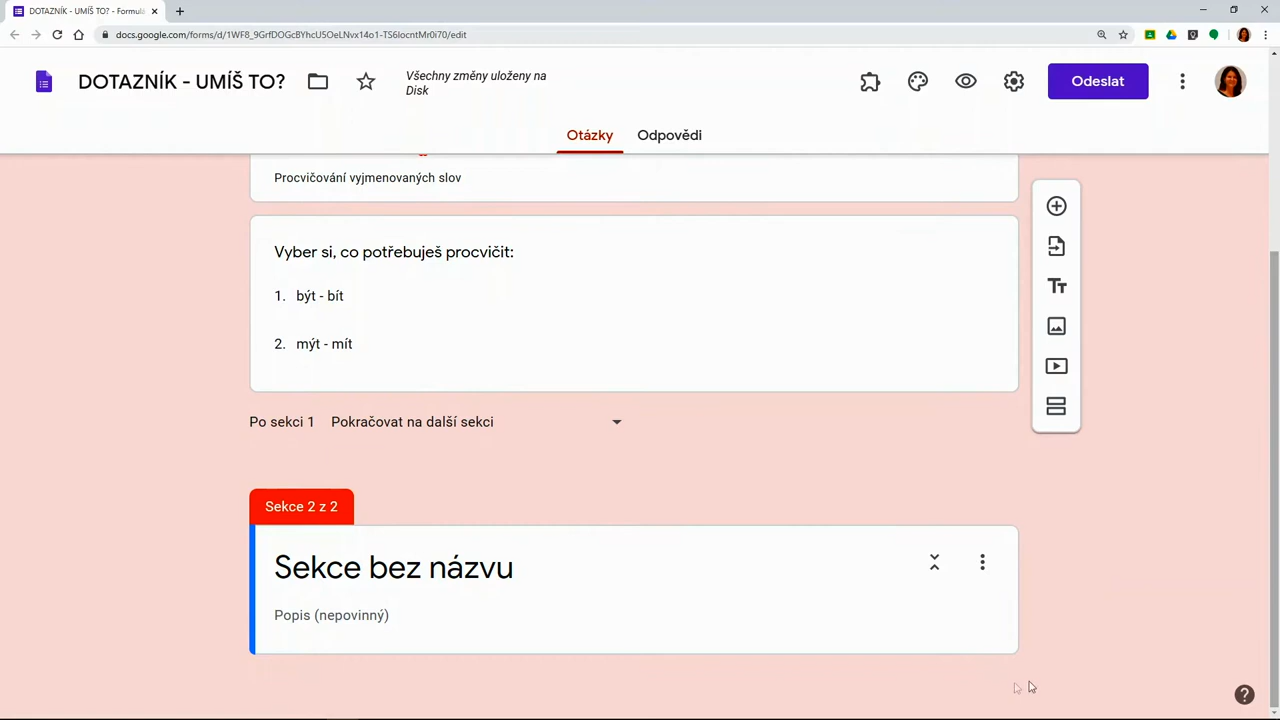 DOTAZNÍK - UMÍŠ TO? - Formulá
docs.google.com/forms/d/1WF8_9GrfDOGcBYhcU5OeLNvx14o1-TS6IocntMr0i70/edit
DOTAZNÍK - UMÍŠ TO?
Všechny změny uloženy na
Disk
Odeslat
Otázky
Odpovědi
Procvičování vyjmenovaných slov
Vyber si, co potřebuješ procvičit:
1. být - bít
2. mýt - mít
Po sekci 1 Pokračovat na další sekci
Sekce 2 z 2
Sekce bez názvu
Popis (nepovinný)